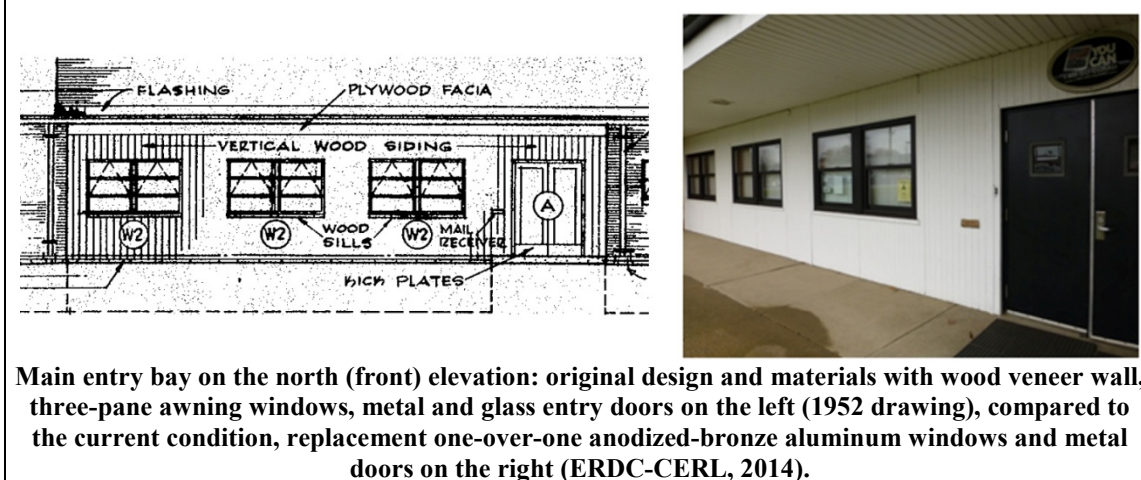 FLASHING
PLYWOOD FACIA
VERTICAL WOOD SIDING
A
W2
W2
W2
WOOD
SILLS
MAIL
RECEIVER
KICK PLATES
YOU
CAN
Main entry bay on the north (front) elevation: original design and materials with wood veneer wall,
three-pane awning windows, metal and glass entry doors on the left (1952 drawing), compared to
the current condition, replacement one-over-one anodized-bronze aluminum windows and metal
doors on the right (ERDC-CERL, 2014).